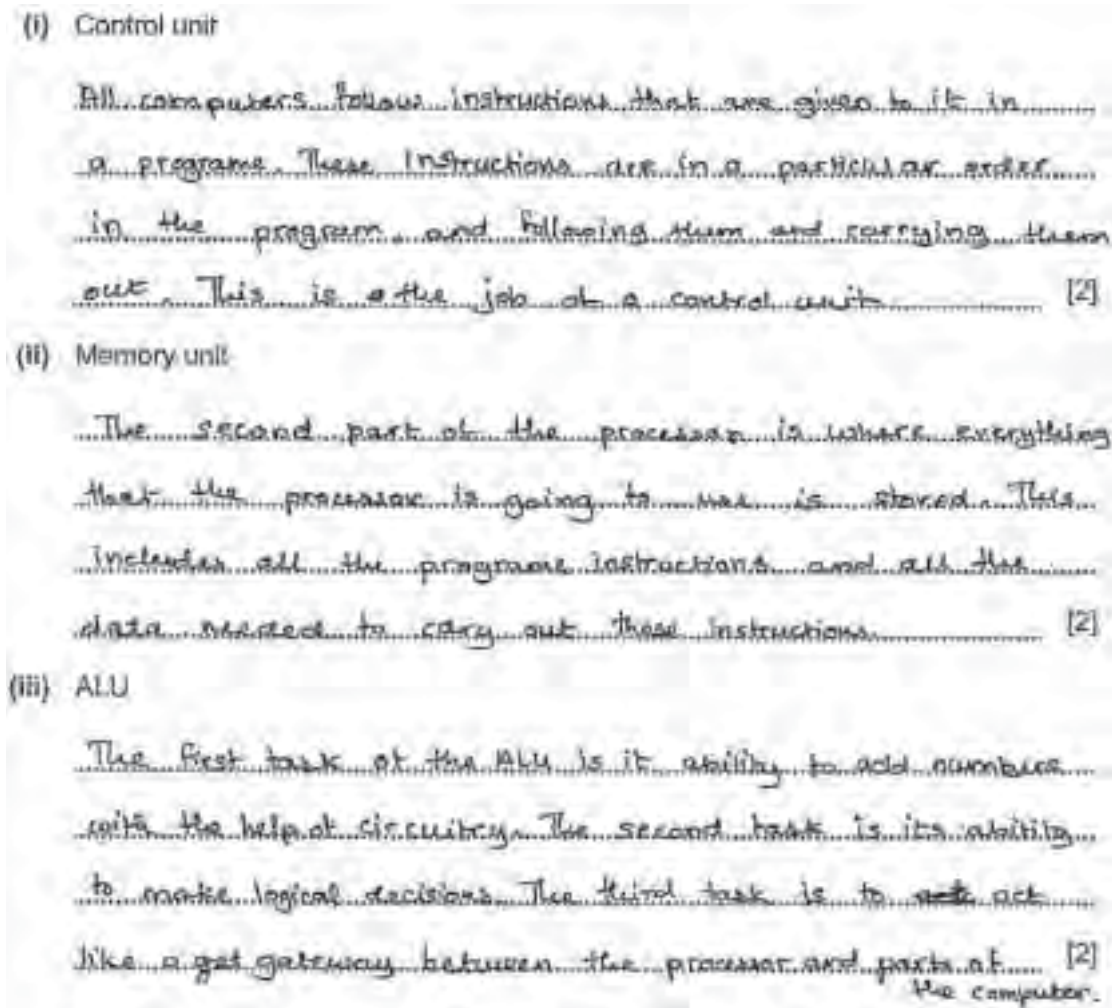 (i) Control unit
All computers follow instructions that are given to it in
a programe. These Instructions are in a particular order
in the program, and following them and carrying them
out. This is the job of a control unit [2]
(ii) Memory unit
The second part of the processor is where everything
that the processor is going to use is stored. This
includes all the programe instructions and all the
data needed to cary out these instructions [2]
(iii) ALU
The first task of the ALU is it ability to add numbers
with the help of circuitry. The second task is its ability
to make logical decisions. The third task is to act
like a gateway between the processor and parts of [2]
the computer.